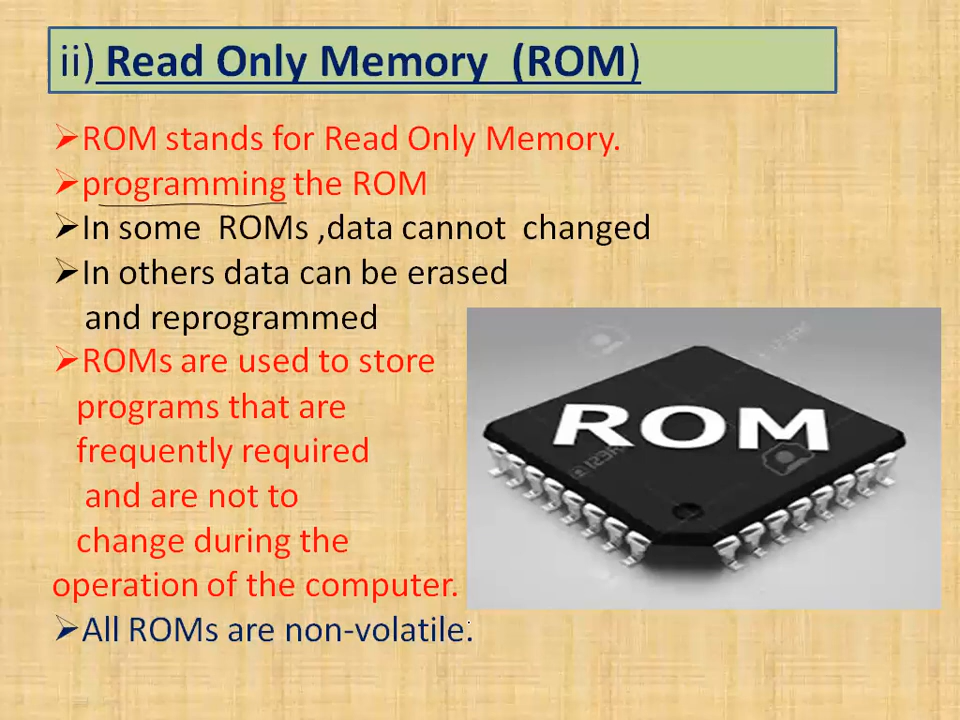 ii) Read Only Memory (ROM)
➢ROM stands for Read Only Memory.
➢programming the ROM
➢In some ROMs ,data cannot changed
➢In others data can be erased
and reprogrammed
➢ROMs are used to store
programs that are
frequently required
and are not to
change during the
operation of the computer.
➢All ROMs are non-volatile.
ROM